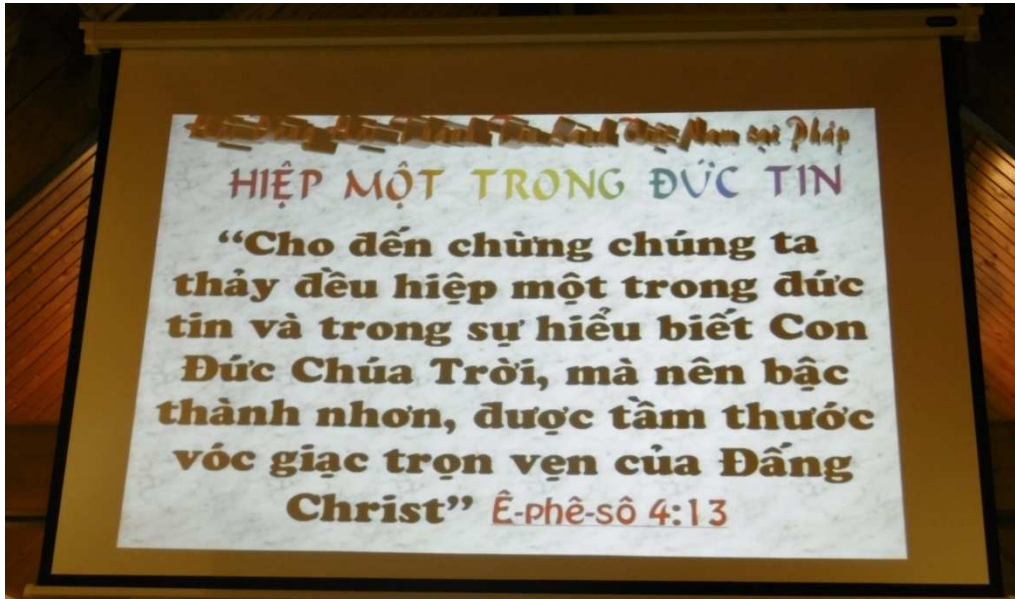 Việt Nam tại Pháp
HIỆP MỘT TRONG ĐỨC TIN
“Cho đến chừng chúng ta
thảy đều hiệp một trong đức
tin và trong sự hiểu biết Con
Đức Chúa Trời, mà nên bậc
thành nhơn, được tầm thước
vóc giạc trọn vẹn của Đấng
Christ” Ê-phê-sô 4:13